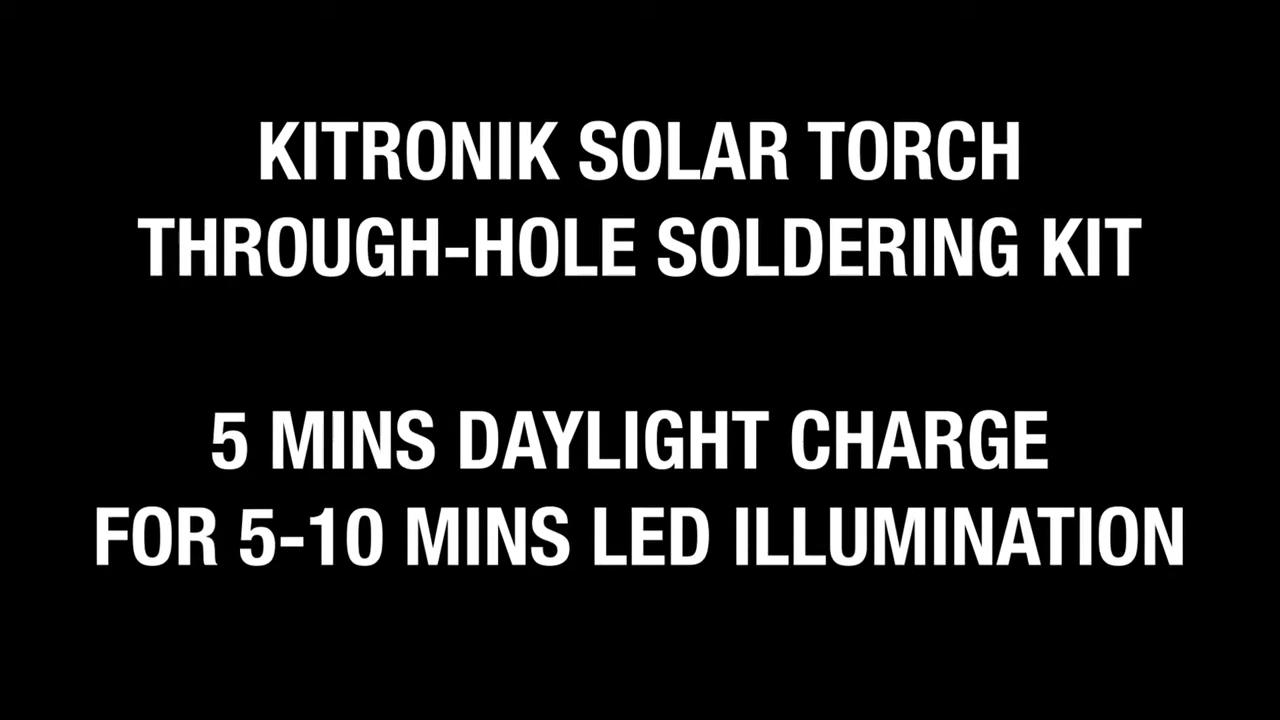 KITRONIK SOLAR TORCH
THROUGH-HOLE SOLDERING KIT
5 MINS DAYLIGHT CHARGE
FOR 5-10 MINS LED ILLUMINATION